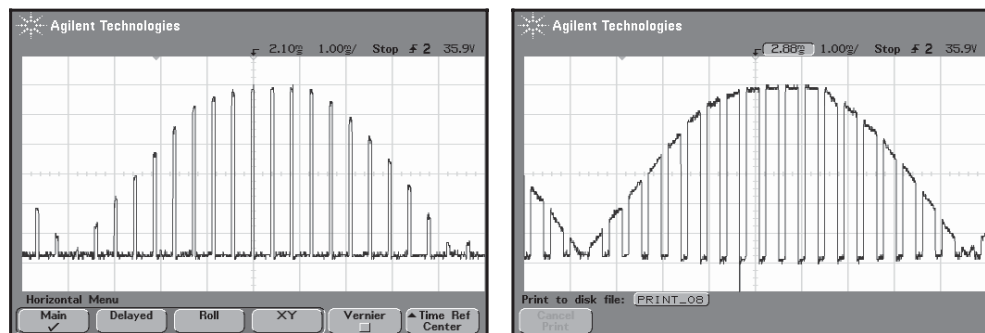 Agilent Technologies
2.10ms 1.00ms/ Stop 2 35.9V
Horizontal Menu
Main Delayed Roll XY Vernier Time Ref Center
Agilent Technologies
2.88ms 1.00ms/ Stop 2 35.9V
Print to disk file: PRINT_08
Cancel Print